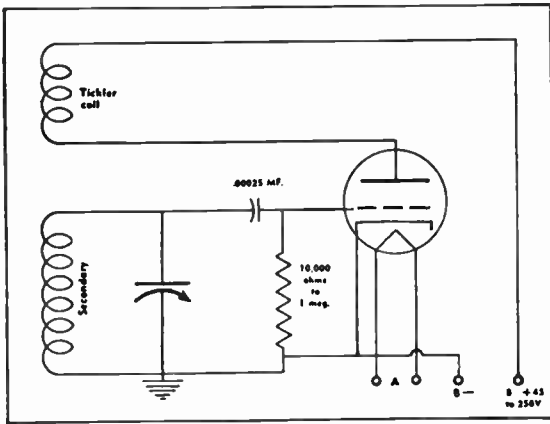 Tickler
coil
.00025 MF.
Secondary
10,000
ohms
to
1 meg.
A
B —
B + 45
to 250V